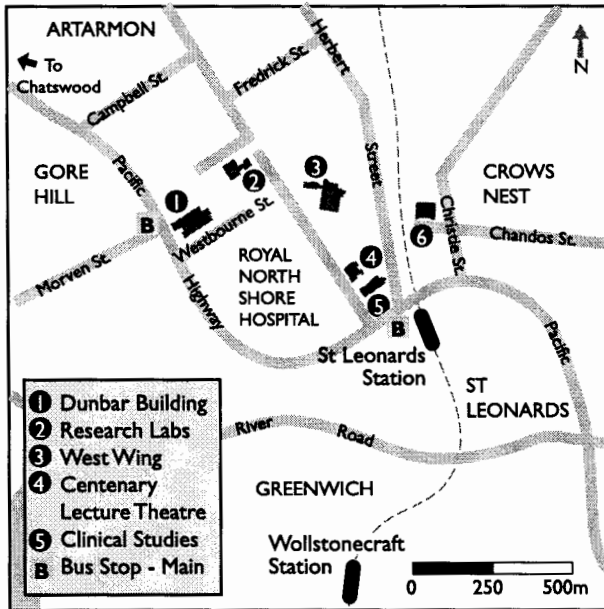 ARTARMON
To
Chatswood
Campbell St.
Fredrick St.
Herbert
Street
N
GORE
HILL
Pacific
Highway
1
2
3
B
Westbourne St.
Morven St.
ROYAL
NORTH
SHORE
HOSPITAL
4
5
6
CROWS
NEST
Christie St.
Chandos St.
B
St Leonards
Station
Pacific
ST
LEONARDS
River Road
GREENWICH
Wollstonecraft
Station
1 Dunbar Building
2 Research Labs
3 West Wing
4 Centenary
Lecture Theatre
5 Clinical Studies
B Bus Stop - Main
0 250 500m